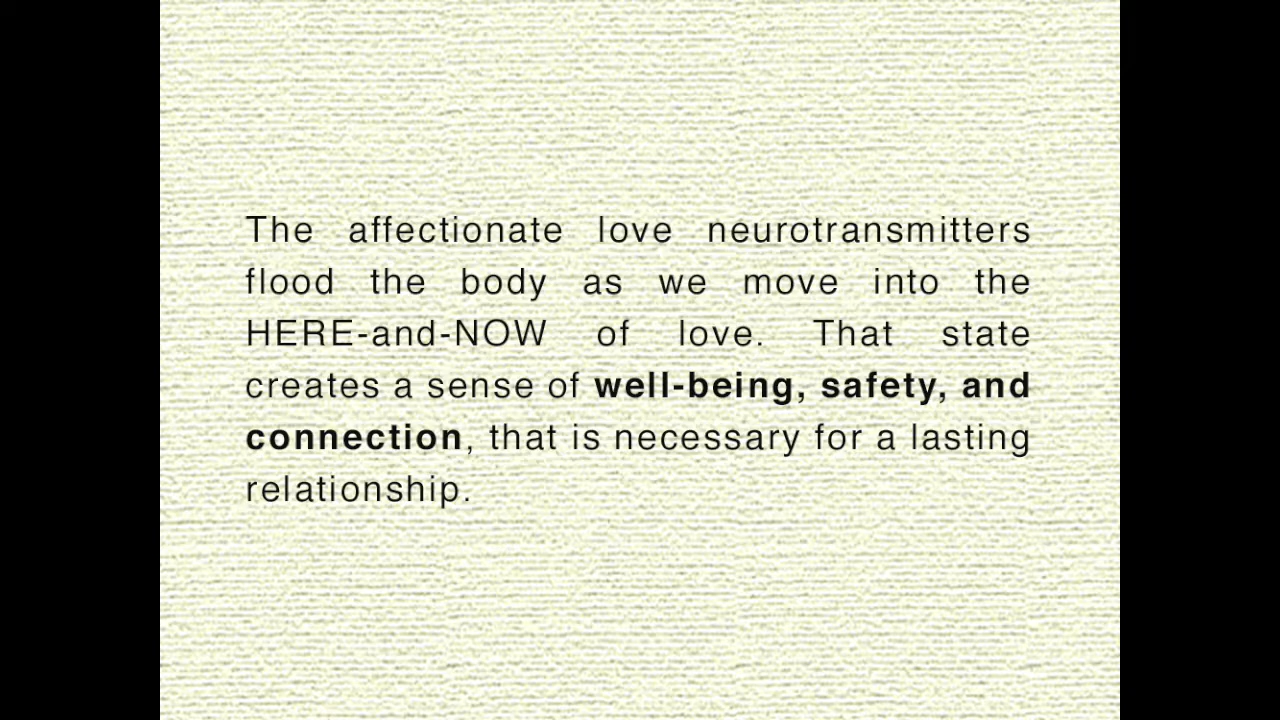 The affectionate love neurotransmitters
flood the body as we move into the
HERE-and-NOW of love. That state
creates a sense of well-being, safety, and
connection, that is necessary for a lasting
relationship.